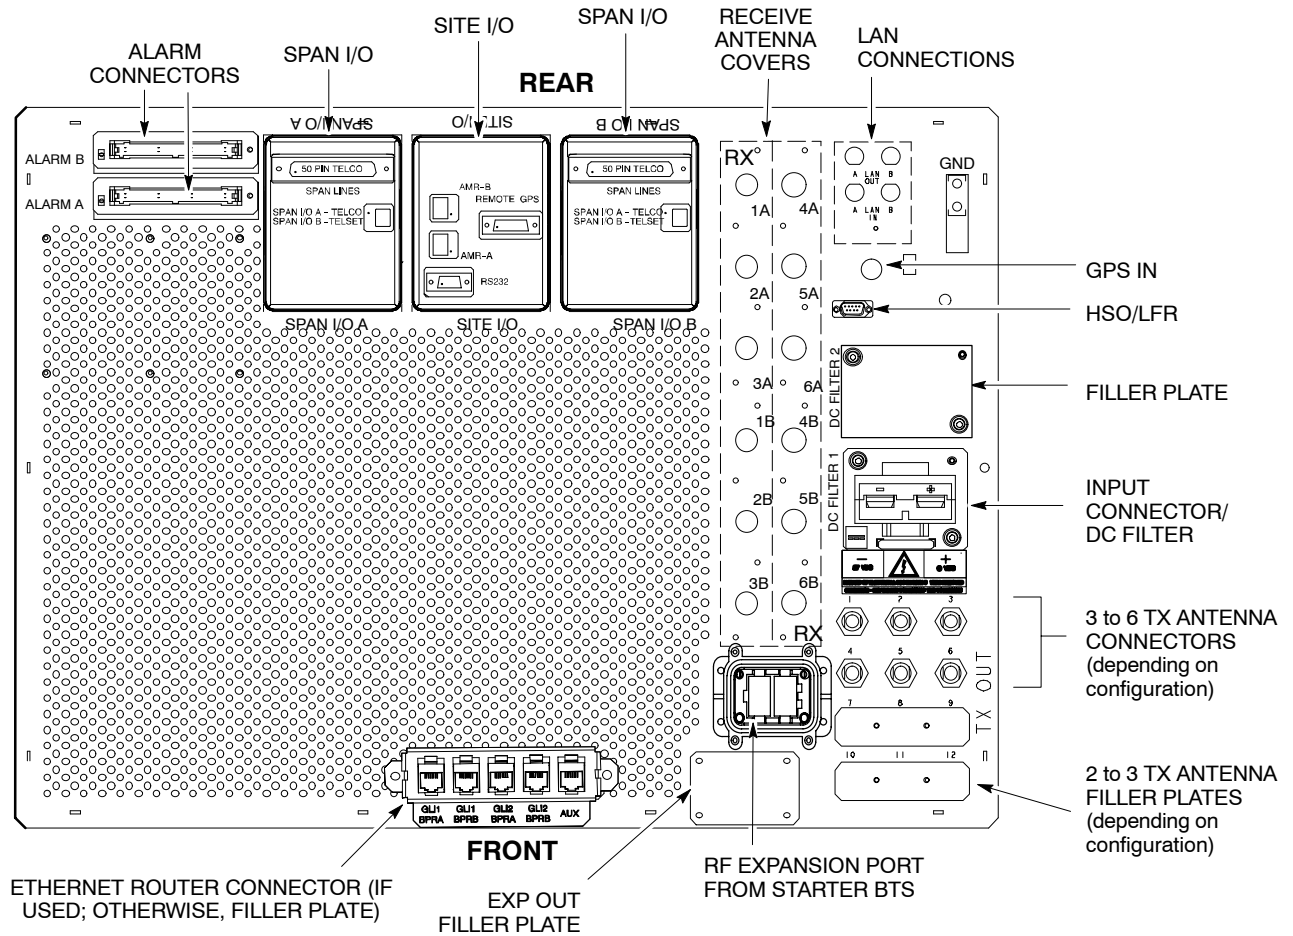 ALARM
CONNECTORS
SPAN I/O
SITE I/O
SPAN I/O
RECEIVE
ANTENNA
COVERS
LAN
CONNECTIONS
REAR
SPAN I/O A
SITE I/O
SPAN I/O B
ALARM B
ALARM A
50 PIN TELCO
SPAN LINES
SPAN I/O A – TELCO
SPAN I/O B –TELSET
AMR–B
REMOTE GPS
AMR–A
RS232
50 PIN TELCO
SPAN LINES
SPAN I/O A – TELCO
SPAN I/O B –TELSET
SPAN I/O A
SITE I/O
SPAN I/O B
RX
1A
4A
2A
5A
3A
6A
1B
4B
2B
5B
3B
6B
RX
A LAN B
OUT
A LAN B
IN
GND
GPS IN
HSO/LFR
DC FILTER 2
FILLER PLATE
DC FILTER 1
– +
INPUT
CONNECTOR/
DC FILTER
– +
1 2 3
4 5 6
7 8 9
10 11 12
TX OUT
3 to 6 TX ANTENNA
CONNECTORS
(depending on
configuration)
2 to 3 TX ANTENNA
FILLER PLATES
(depending on
configuration)
GLI1
BPRA
GLI1
BPRB
GLI2
BPRA
GLI2
BPRB
AUX
FRONT
ETHERNET ROUTER CONNECTOR (IF
USED; OTHERWISE, FILLER PLATE)
EXP OUT
FILLER PLATE
RF EXPANSION PORT
FROM STARTER BTS